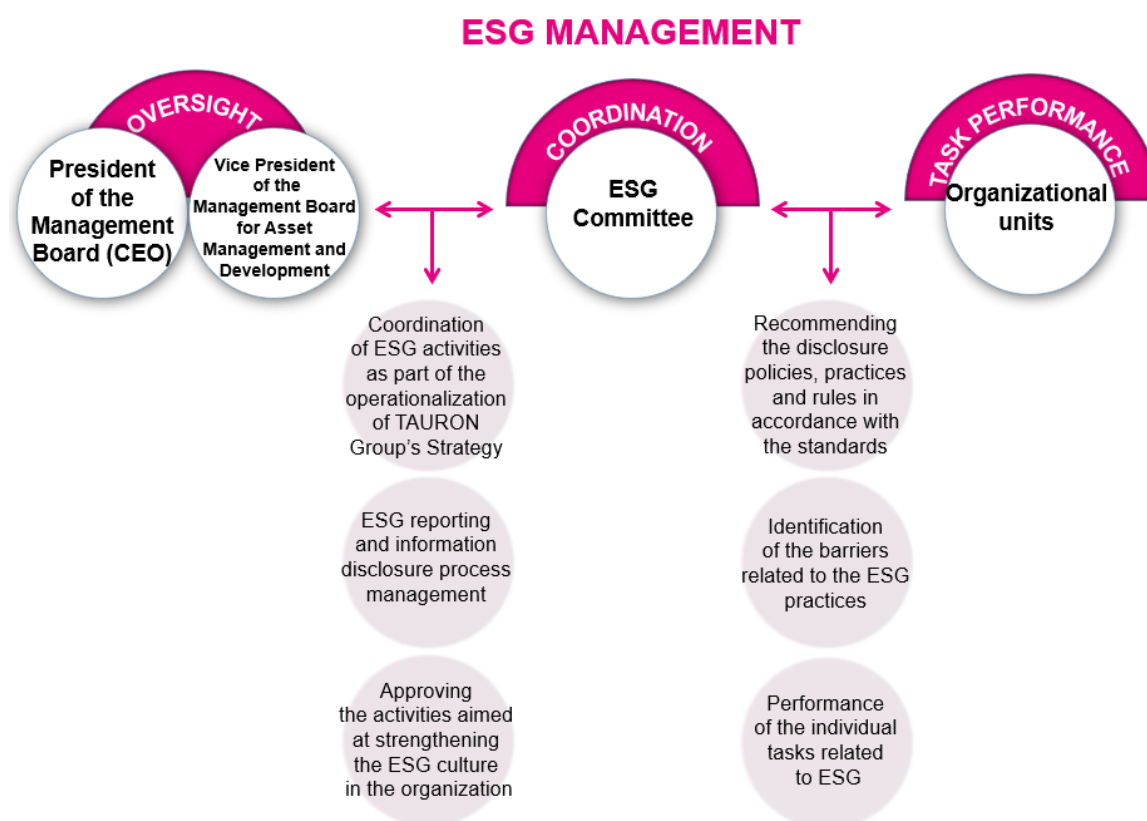 ESG MANAGEMENT
OVERSIGHT
President
of the
Management
Board (CEO)
Vice President
of the
Management Board
for Asset
Management and
Development
COORDINATION
ESG
Committee
TASK PERFORMANCE
Organizational
units
Coordination
of ESG activities
as part of the
operationalization
of TAURON
Group's Strategy
ESG reporting
and information
disclosure process
management
Approving
the activities aimed
at strengthening
the ESG culture
in the organization
Recommending
the disclosure
policies, practices
and rules in
accordance with
the standards
Identification
of the barriers
related to the ESG
practices
Performance
of the individual
tasks related
to ESG